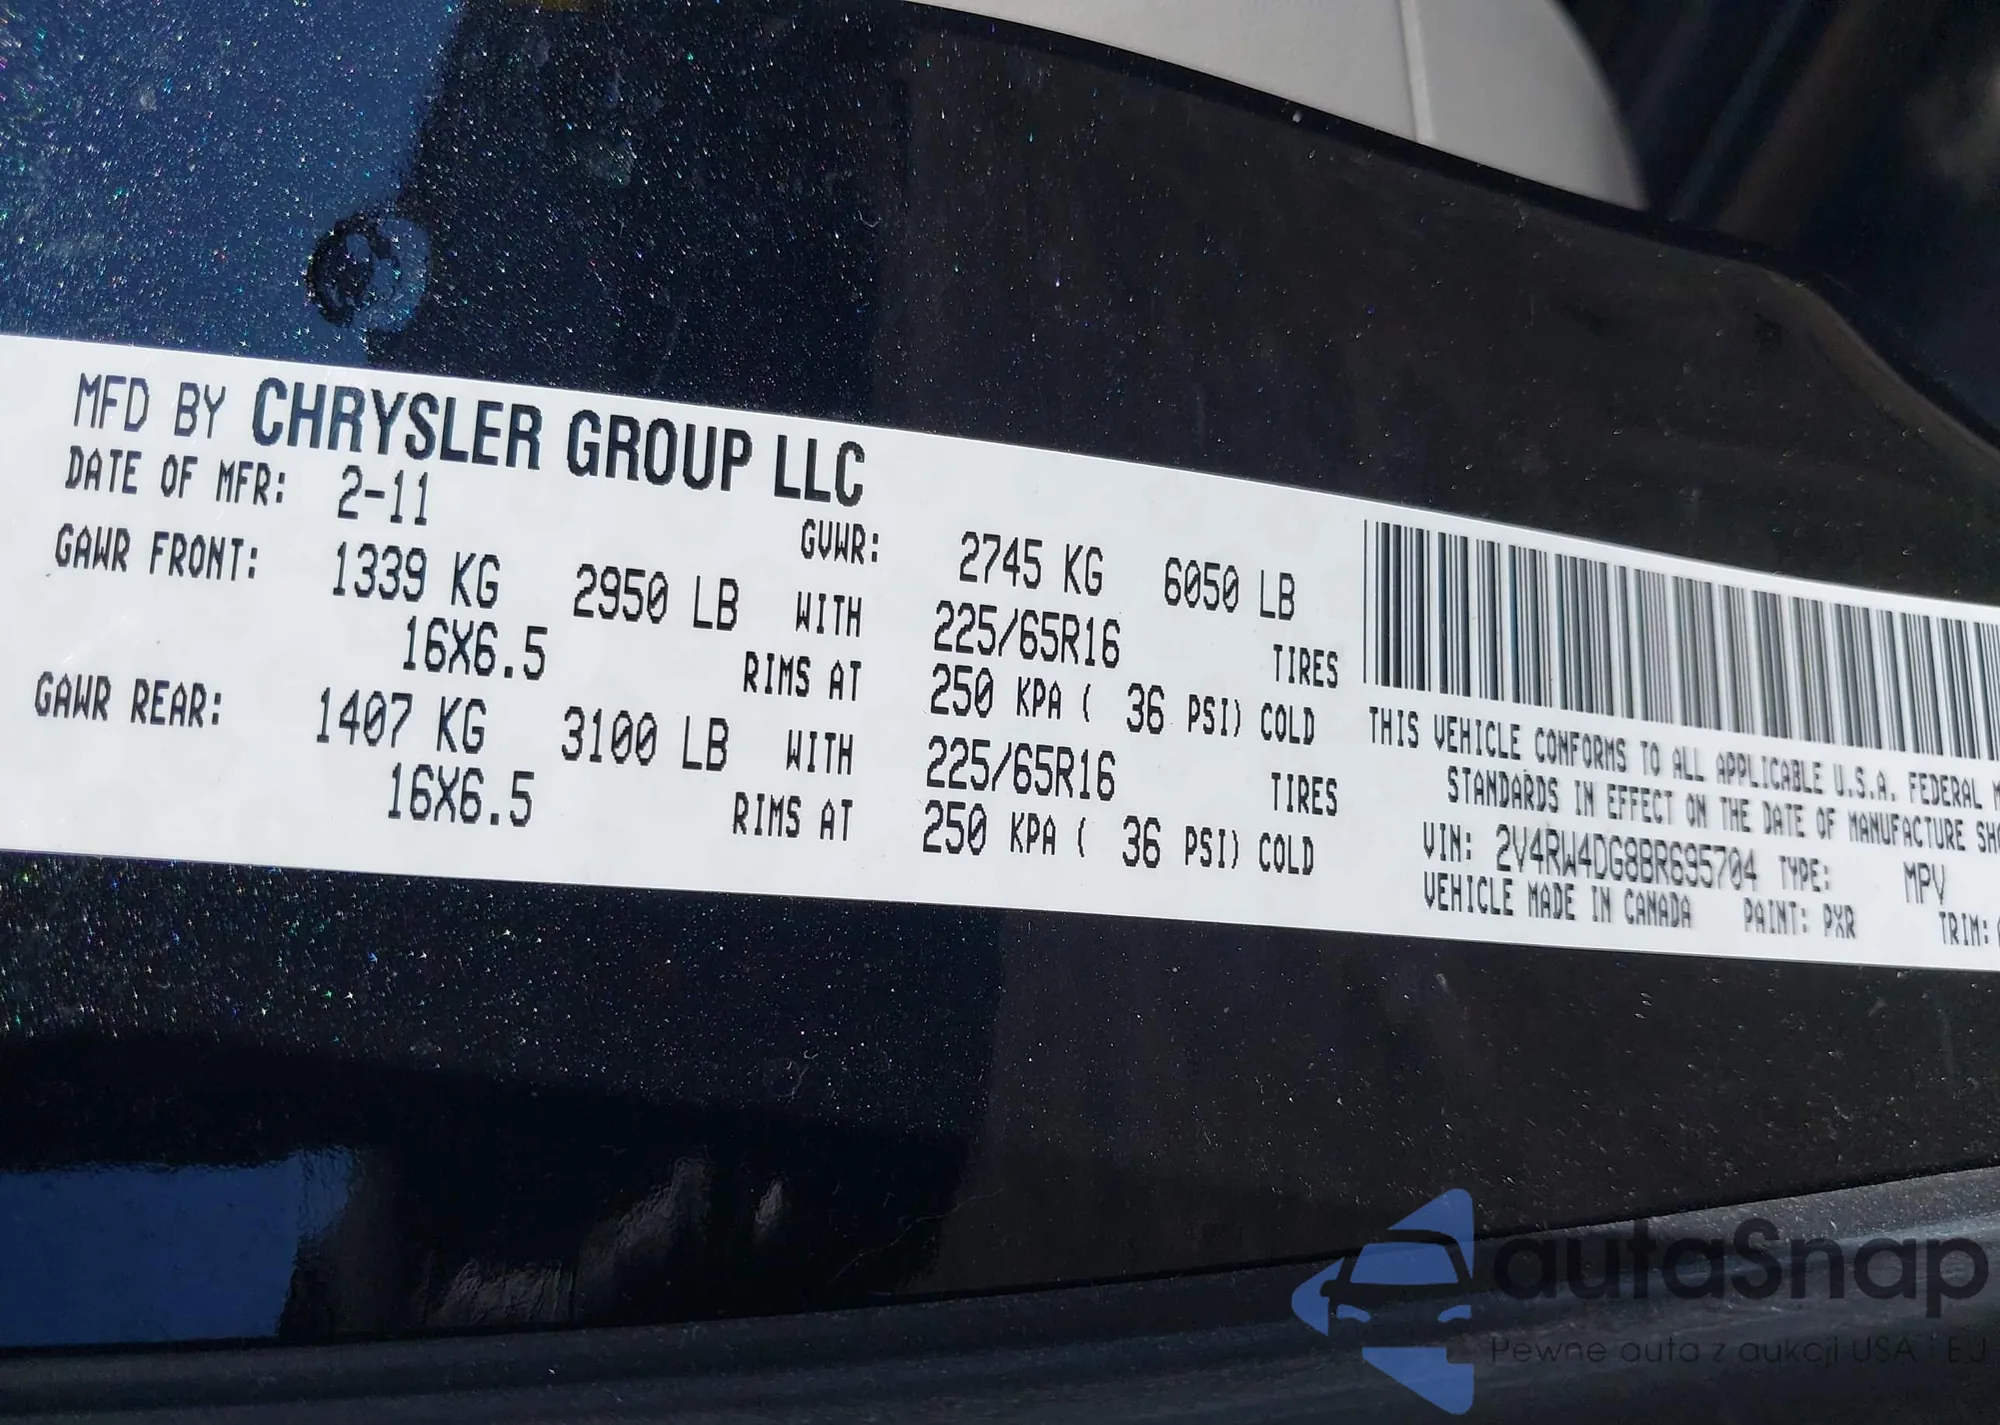 MFD BY CHRYSLER GROUP LLC
DATE OF MFR: 2-11 GVWR: 2745 KG 6050 LB
GAWR FRONT: 1339 KG 2950 LB WITH 225/65R16 TIRES
16X6.5 RIMS AT 250 KPA ( 36 PSI) COLD
GAWR REAR: 1407 KG 3100 LB WITH 225/65R16 TIRES
16X6.5 RIMS AT 250 KPA ( 36 PSI) COLD
THIS VEHICLE CONFORMS TO ALL APPLICABLE U.S.A. FEDERAL
STANDARDS IN EFFECT ON THE DATE OF MANUFACTURE
VIN: 2V4RW4DG8BR695704 TYPE: MPV
VEHICLE MADE IN CANADA PAINT: PXR TRIM:
autaSnap
Pewne auta z aukcji USA i EU